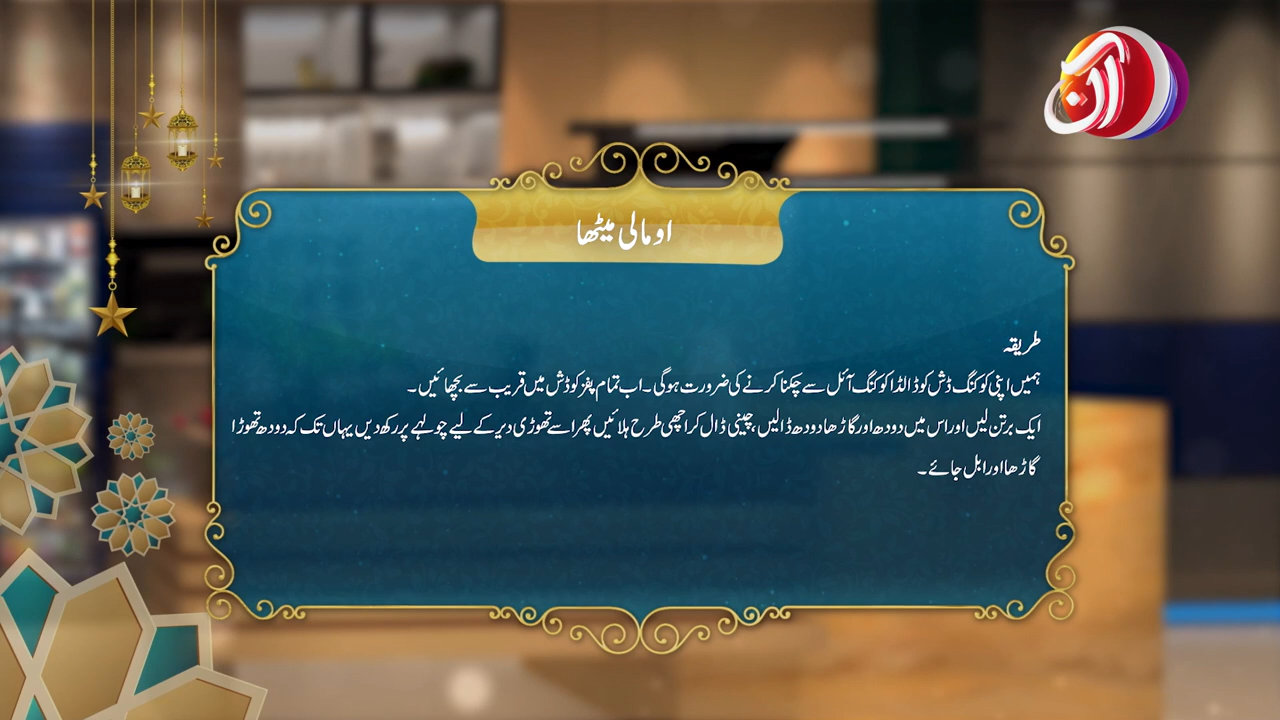 آن
او مالی میٹھا
طریقہ
ہمیں اپنی کوکنگ ڈش کو ڈالڈا کوکنگ آئل سے چکنا کرنے کی ضرورت ہوگی۔ اب تمام پفز کو ڈش میں قریب سے بچھائیں۔
ایک برتن لیں اور اس میں دودھ اور گاڑھا دودھ ڈالیں، چینی ڈال کر اچھی طرح ہلائیں پھر اسے تھوڑی دیر کے لیے چولہے پر رکھ دیں یہاں تک کہ دودھ تھوڑا
گاڑھا اور ابل جائے۔